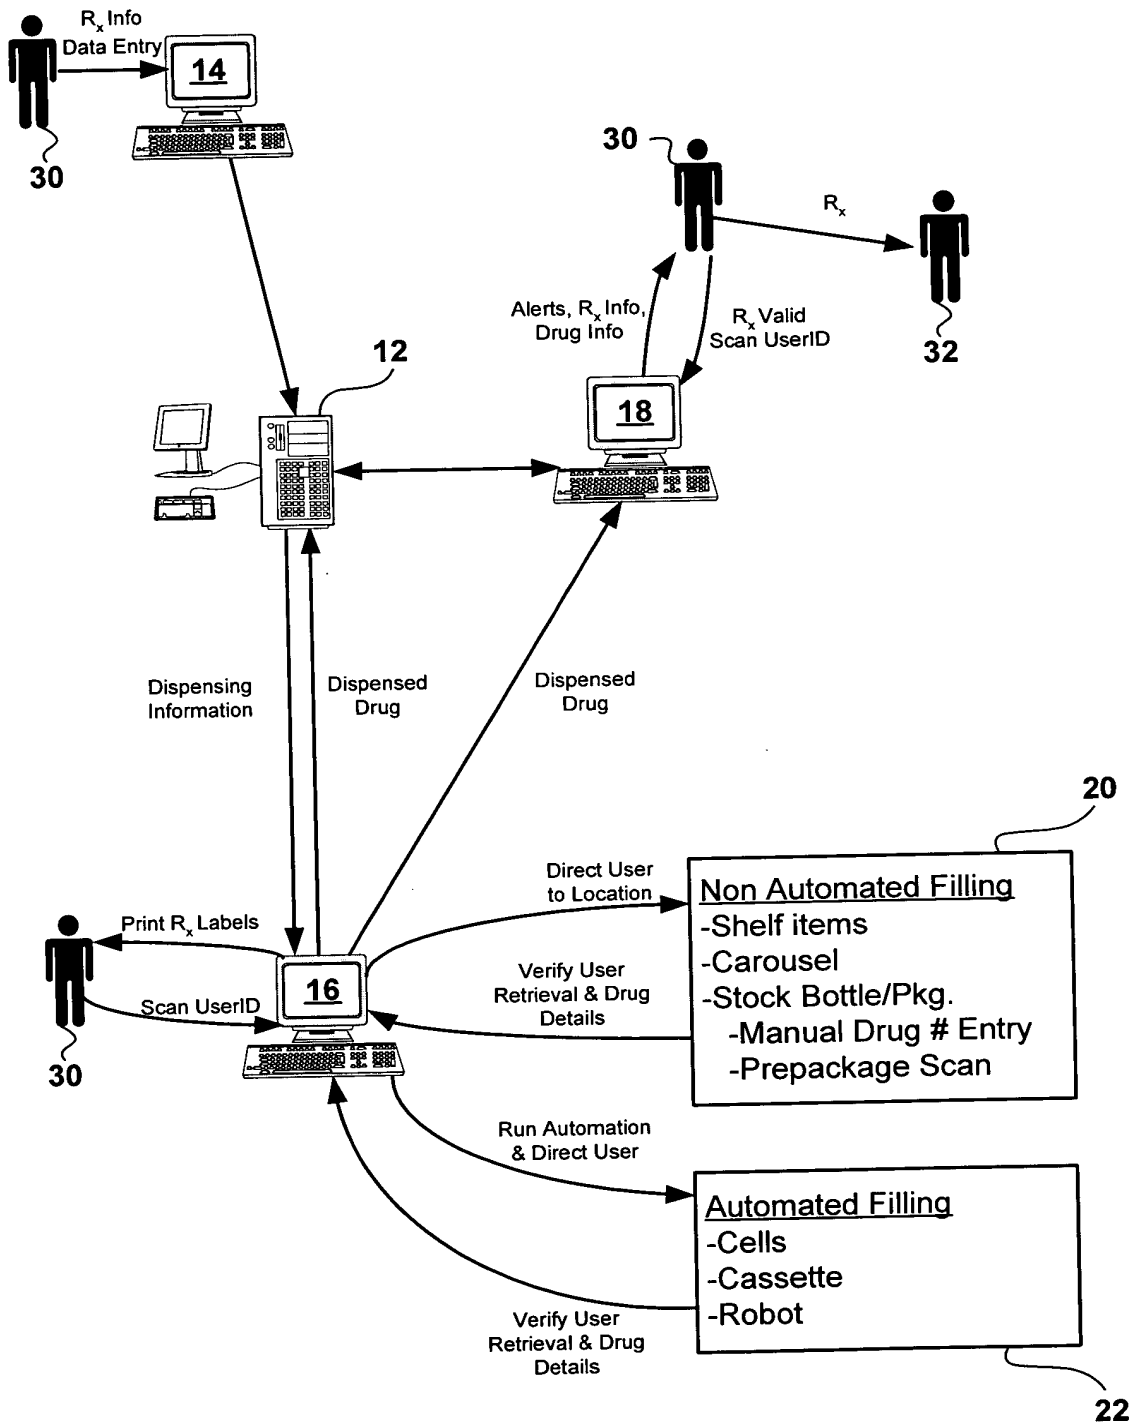 Rx Info
Data Entry
14
30
30
Rx
32
Alerts, Rx Info,
Drug Info
Rx Valid
Scan UserID
12
18
Dispensing
Information
Dispensed
Drug
Dispensed
Drug
20
Direct User
to Location
Non Automated Filling
-Shelf items
-Carousel
-Stock Bottle/Pkg.
-Manual Drug # Entry
-Prepackage Scan
Print Rx Labels
Scan UserID
30
16
Verify User
Retrieval & Drug
Details
Run Automation
& Direct User
Automated Filling
-Cells
-Cassette
-Robot
Verify User
Retrieval & Drug
Details
22